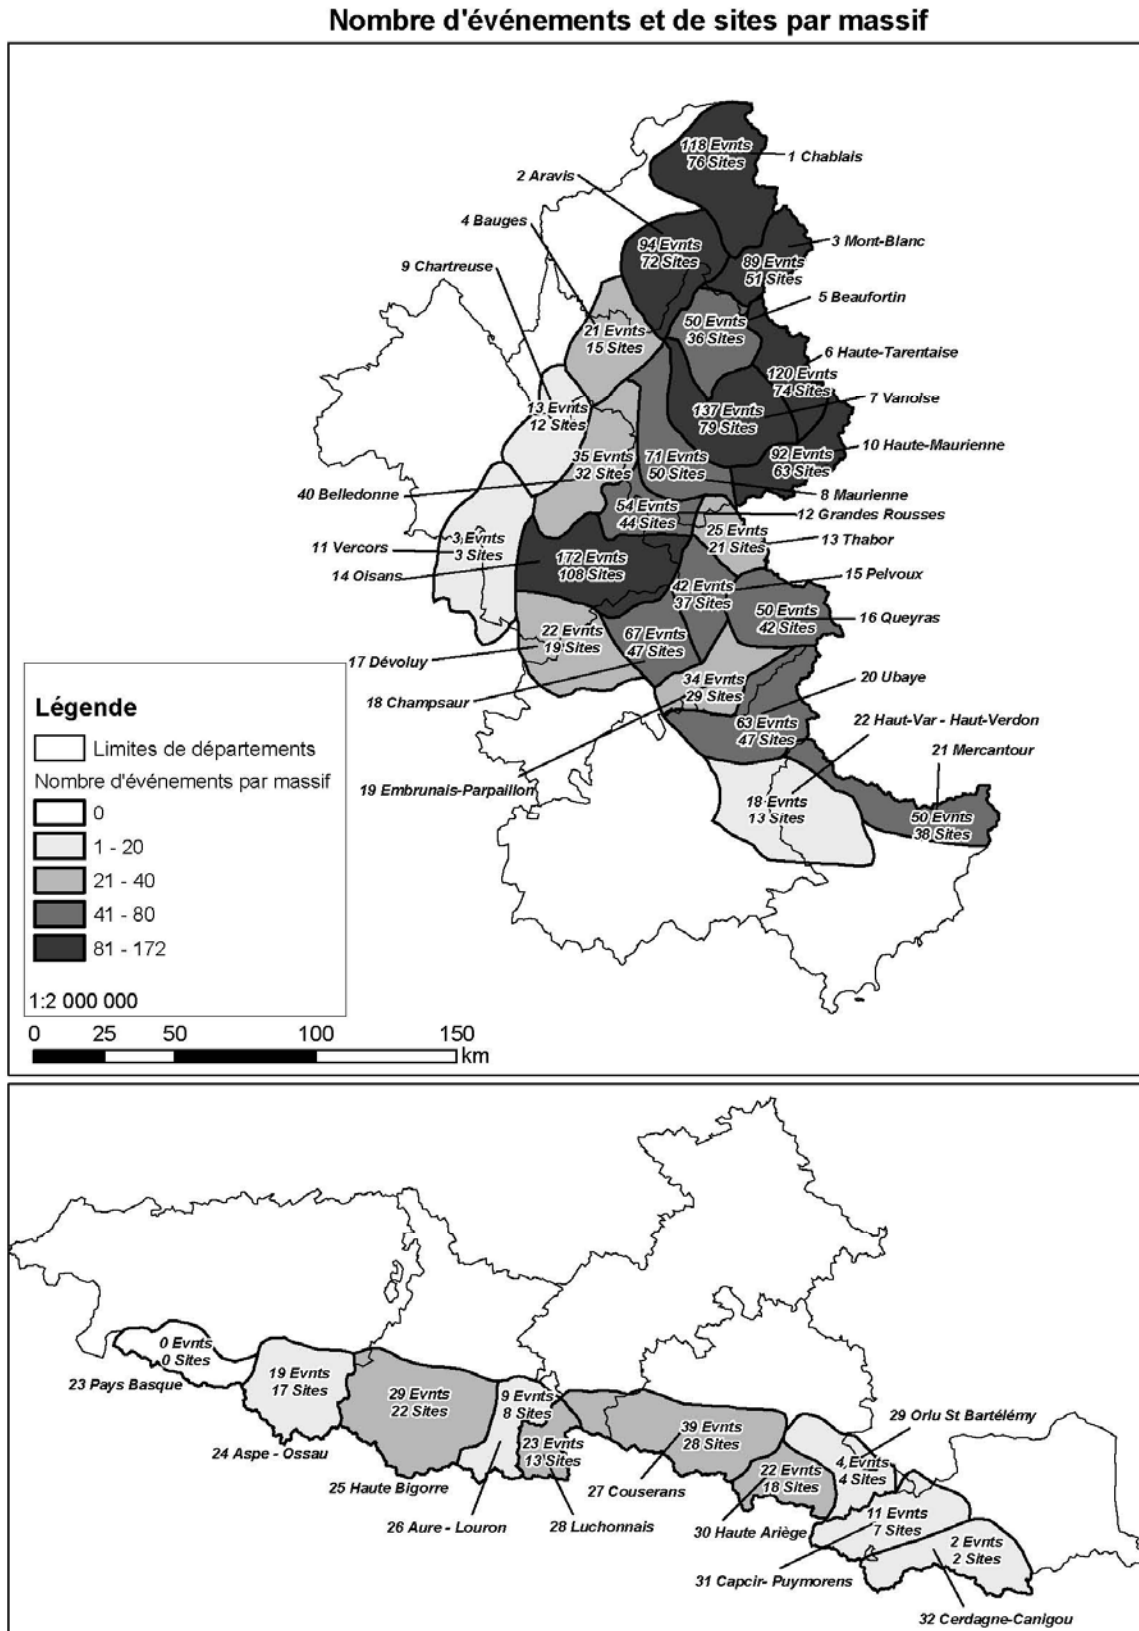 Nombre d'événements et de sites par massif
118 Evnts
76 Sites
1 Chablais
2 Aravis
4 Bauges
94 Evnts
72 Sites
3 Mont-Blanc
9 Chartreuse
89 Evnts
51 Sites
5 Beaufortin
21 Evnts
15 Sites
50 Evnts
36 Sites
6 Haute-Tarentaise
120 Evnts
74 Sites
7 Vanoise
13 Evnts
12 Sites
137 Evnts
79 Sites
10 Haute-Maurienne
35 Evnts
32 Sites
71 Evnts
50 Sites
92 Evnts
63 Sites
40 Belledonne
8 Maurienne
54 Evnts
44 Sites
12 Grandes Rousses
25 Evnts
21 Sites
13 Thabor
11 Vercors
3 Evnts
3 Sites
14 Oisans
172 Evnts
108 Sites
42 Evnts
37 Sites
15 Pelvoux
50 Evnts
42 Sites
16 Queyras
22 Evnts
19 Sites
67 Evnts
47 Sites
17 Dévoluy
34 Evnts
29 Sites
20 Ubaye
18 Champsaur
63 Evnts
47 Sites
22 Haut-Var - Haut-Verdon
21 Mercantour
19 Embrunais-Parpaillon
18 Evnts
13 Sites
50 Evnts
38 Sites
Légende
Limites de départements
Nombre d'événements par massif
0
1 - 20
21 - 40
41 - 80
81 - 172
1:2 000 000
0 25 50 100 150
km
0 Evnts
0 Sites
23 Pays Basque
19 Evnts
17 Sites
24 Aspe - Ossau
29 Evnts
22 Sites
25 Haute Bigorre
9 Evnts
8 Sites
26 Aure - Louron
23 Evnts
13 Sites
28 Luchonnais
39 Evnts
28 Sites
27 Couserans
29 Orlu St Bartélémy
4 Evnts
4 Sites
22 Evnts
18 Sites
30 Haute Ariège
11 Evnts
7 Sites
31 Capcir- Puymorens
2 Evnts
2 Sites
32 Cerdagne-Canigou